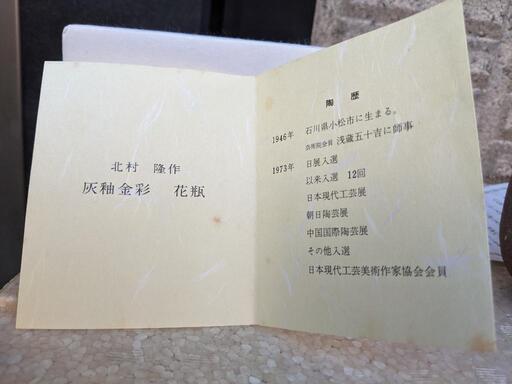 北村 隆作
灰釉金彩 花瓶
陶歴
1946年 石川県小松市に生まる。
芸術院会員 浅蔵五十吉に師事
1973年 日展入選
以来入選 12回
日本現代工芸展
朝日陶芸展
中国国際陶芸展
その他入選
日本現代工芸美術作家協会会員